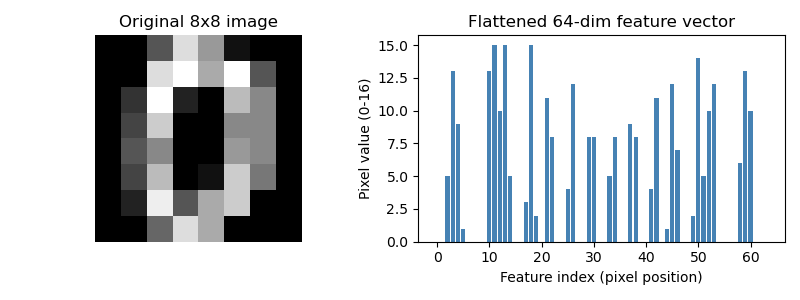 Original 8x8 image
Flattened 64-dim feature vector
Pixel value (0-16)
15.0
12.5
10.0
7.5
5.0
2.5
0.0
0 10 20 30 40 50 60
Feature index (pixel position)